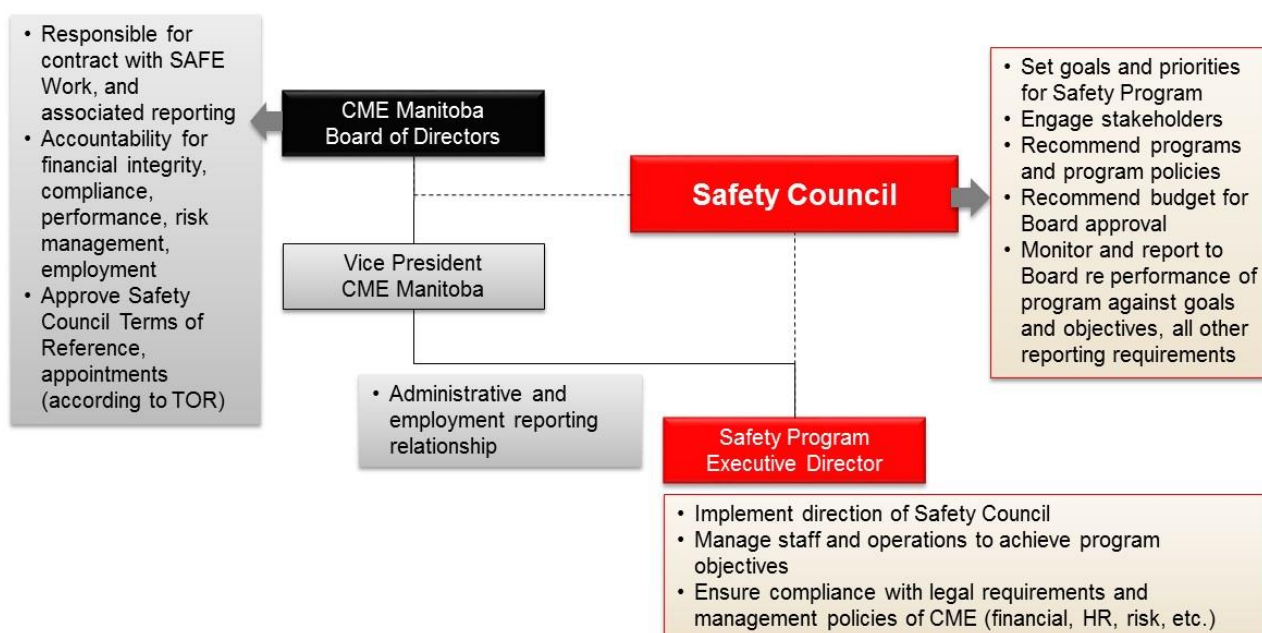 • Responsible for
contract with SAFE
Work, and
associated reporting
• Accountability for
financial integrity,
compliance,
performance, risk
management,
employment
• Approve Safety
Council Terms of
Reference,
appointments
(according to TOR)
CME Manitoba
Board of Directors
Safety Council
• Set goals and priorities
for Safety Program
• Engage stakeholders
• Recommend programs
and program policies
• Recommend budget for
Board approval
• Monitor and report to
Board re performance of
program against goals
and objectives, all other
reporting requirements
Vice President
CME Manitoba
• Administrative and
employment reporting
relationship
Safety Program
Executive Director
• Implement direction of Safety Council
• Manage staff and operations to achieve program
objectives
• Ensure compliance with legal requirements and
management policies of CME (financial, HR, risk, etc.)